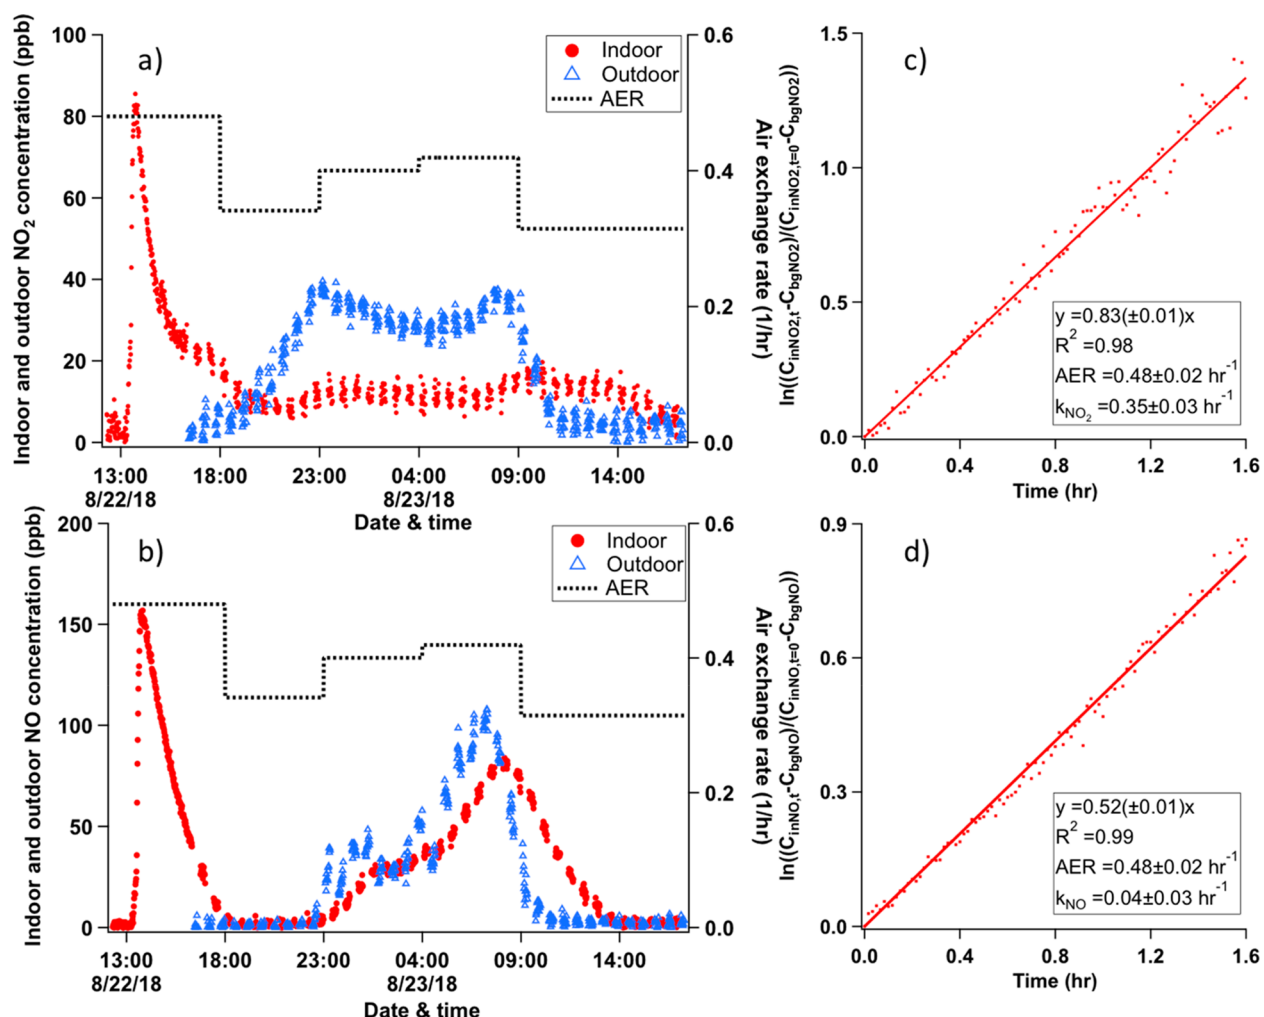 a)
Indoor and outdoor NO2 concentration (ppb)
100
80
60
40
20
0
Indoor
Outdoor
AER
0.6
0.4
0.2
0.0
Air exchange rate (1/hr)
13:00 18:00 23:00 04:00 09:00 14:00
8/22/18 8/23/18
Date & time
c)
ln((CinNO2,t-CbgNO2)/(CinNO2,t=0-CbgNO2))
1.5
1.0
0.5
0.0
y =0.83(±0.01)x
R2 =0.98
AER =0.48±0.02 hr-1
kNO2 =0.35±0.03 hr-1
0.0 0.4 0.8 1.2 1.6
Time (hr)
b)
Indoor and outdoor NO concentration (ppb)
200
150
100
50
0
Indoor
Outdoor
AER
0.6
0.4
0.2
0.0
Air exchange rate (1/hr)
13:00 18:00 23:00 04:00 09:00 14:00
8/22/18 8/23/18
Date & time
d)
ln((CinNO,t-CbgNO)/(CinNO,t=0-CbgNO))
0.9
0.6
0.3
0.0
y =0.52(±0.01)x
R2 =0.99
AER =0.48±0.02 hr-1
kNO =0.04±0.03 hr-1
0.0 0.4 0.8 1.2 1.6
Time (hr)